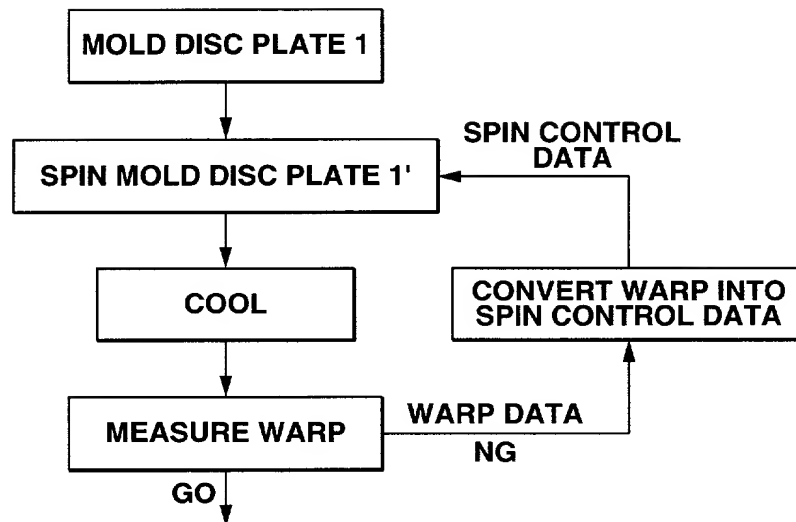 MOLD DISC PLATE 1
SPIN MOLD DISC PLATE 1'
SPIN CONTROL
DATA
COOL
CONVERT WARP INTO
SPIN CONTROL DATA
MEASURE WARP
WARP DATA
NG
GO